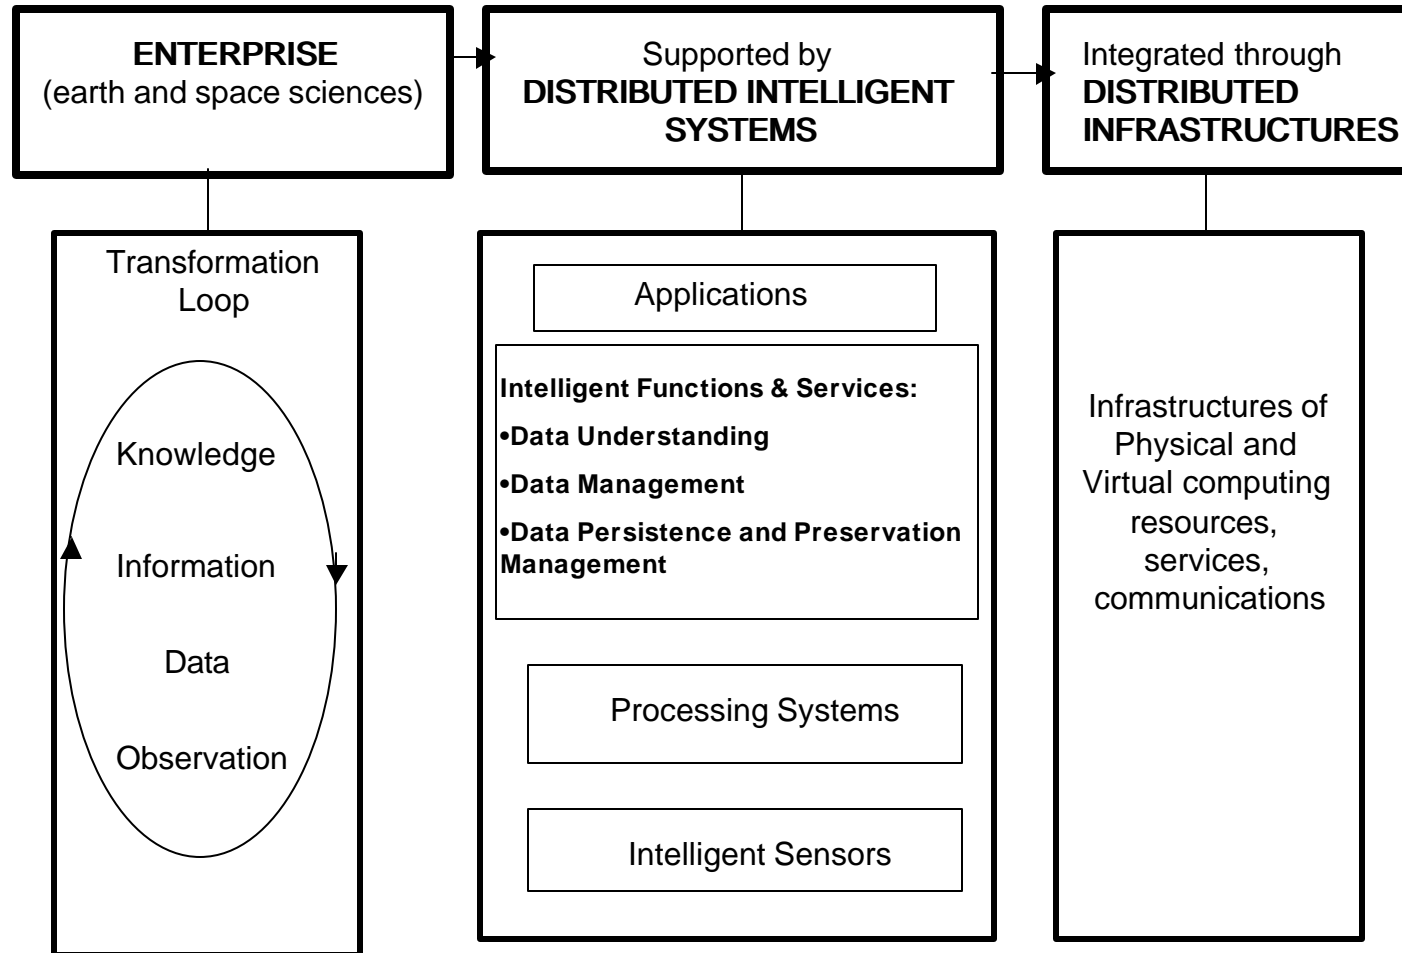 ENTERPRISE
(earth and space sciences)
Supported by
DISTRIBUTED INTELLIGENT
SYSTEMS
Integrated through
DISTRIBUTED
INFRASTRUCTURES
Transformation
Loop
Knowledge
Information
Data
Observation
Applications
Intelligent Functions & Services:
•Data Understanding
•Data Management
•Data Persistence and Preservation
Management
Processing Systems
Intelligent Sensors
Infrastructures of
Physical and
Virtual computing
resources,
services,
communications